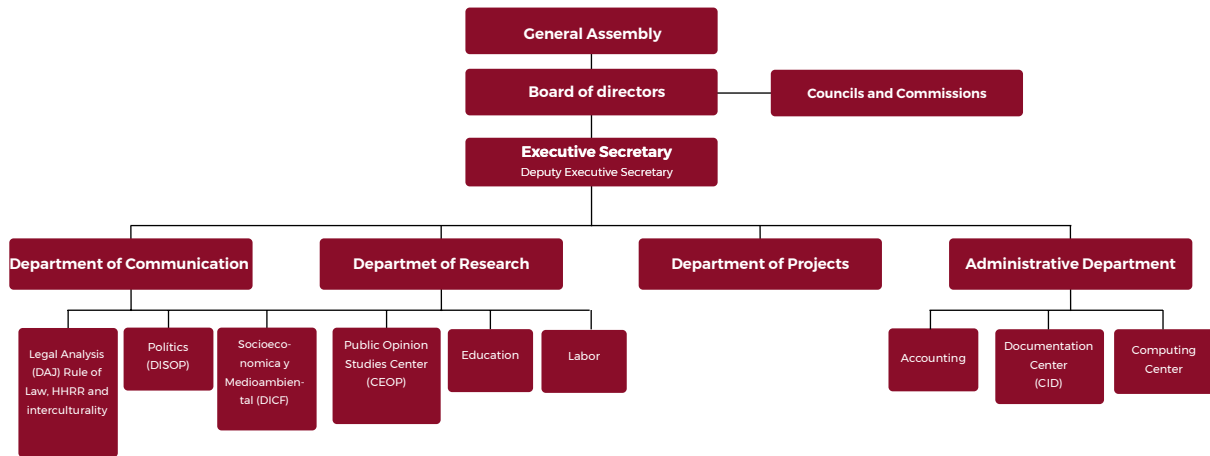 General Assembly
Board of directors
Councils and Commissions
Executive Secretary
Deputy Executive Secretary
Department of Communication
Departmet of Research
Department of Projects
Administrative Department
Legal Analysis
(DAJ) Rule of
Law, HHRR and
interculturality
Polítics
(DISOP)
Socioeco-
nomica y
Medioambien-
tal (DICF)
Public Opinion
Studies Center
(CEOP)
Education
Labor
Accounting
Documentation
Center
(CID)
Computing
Center